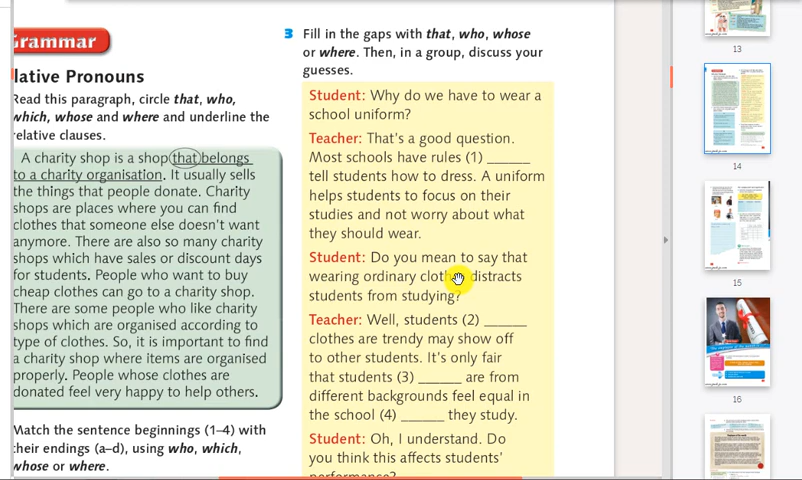 Grammar
lative Pronouns
Read this paragraph, circle that, who,
which, whose and where and underline the
relative clauses.
A charity shop is a shop that belongs
to a charity organisation. It usually sells
the things that people donate. Charity
shops are places where you can find
clothes that someone else doesn't want
anymore. There are also so many charity
shops which have sales or discount days
for students. People who want to buy
cheap clothes can go to a charity shop.
There are some people who like charity
shops which are organised according to
type of clothes. So, it is important to find
a charity shop where items are organised
properly. People whose clothes are
donated feel very happy to help others.
Match the sentence beginnings (1–4) with
their endings (a–d), using who, which,
whose or where.
3 Fill in the gaps with that, who, whose
or where. Then, in a group, discuss your
guesses.
Student: Why do we have to wear a
school uniform?
Teacher: That's a good question.
Most schools have rules (1) ______
tell students how to dress. A uniform
helps students to focus on their
studies and not worry about what
they should wear.
Student: Do you mean to say that
wearing ordinary clothes distracts
students from studying?
Teacher: Well, students (2) ______
clothes are trendy may show off
to other students. It's only fair
that students (3) ______ are from
different backgrounds feel equal in
the school (4) ______ they study.
Student: Oh, I understand. Do
you think this affects students'
performance?
13
14
15
16